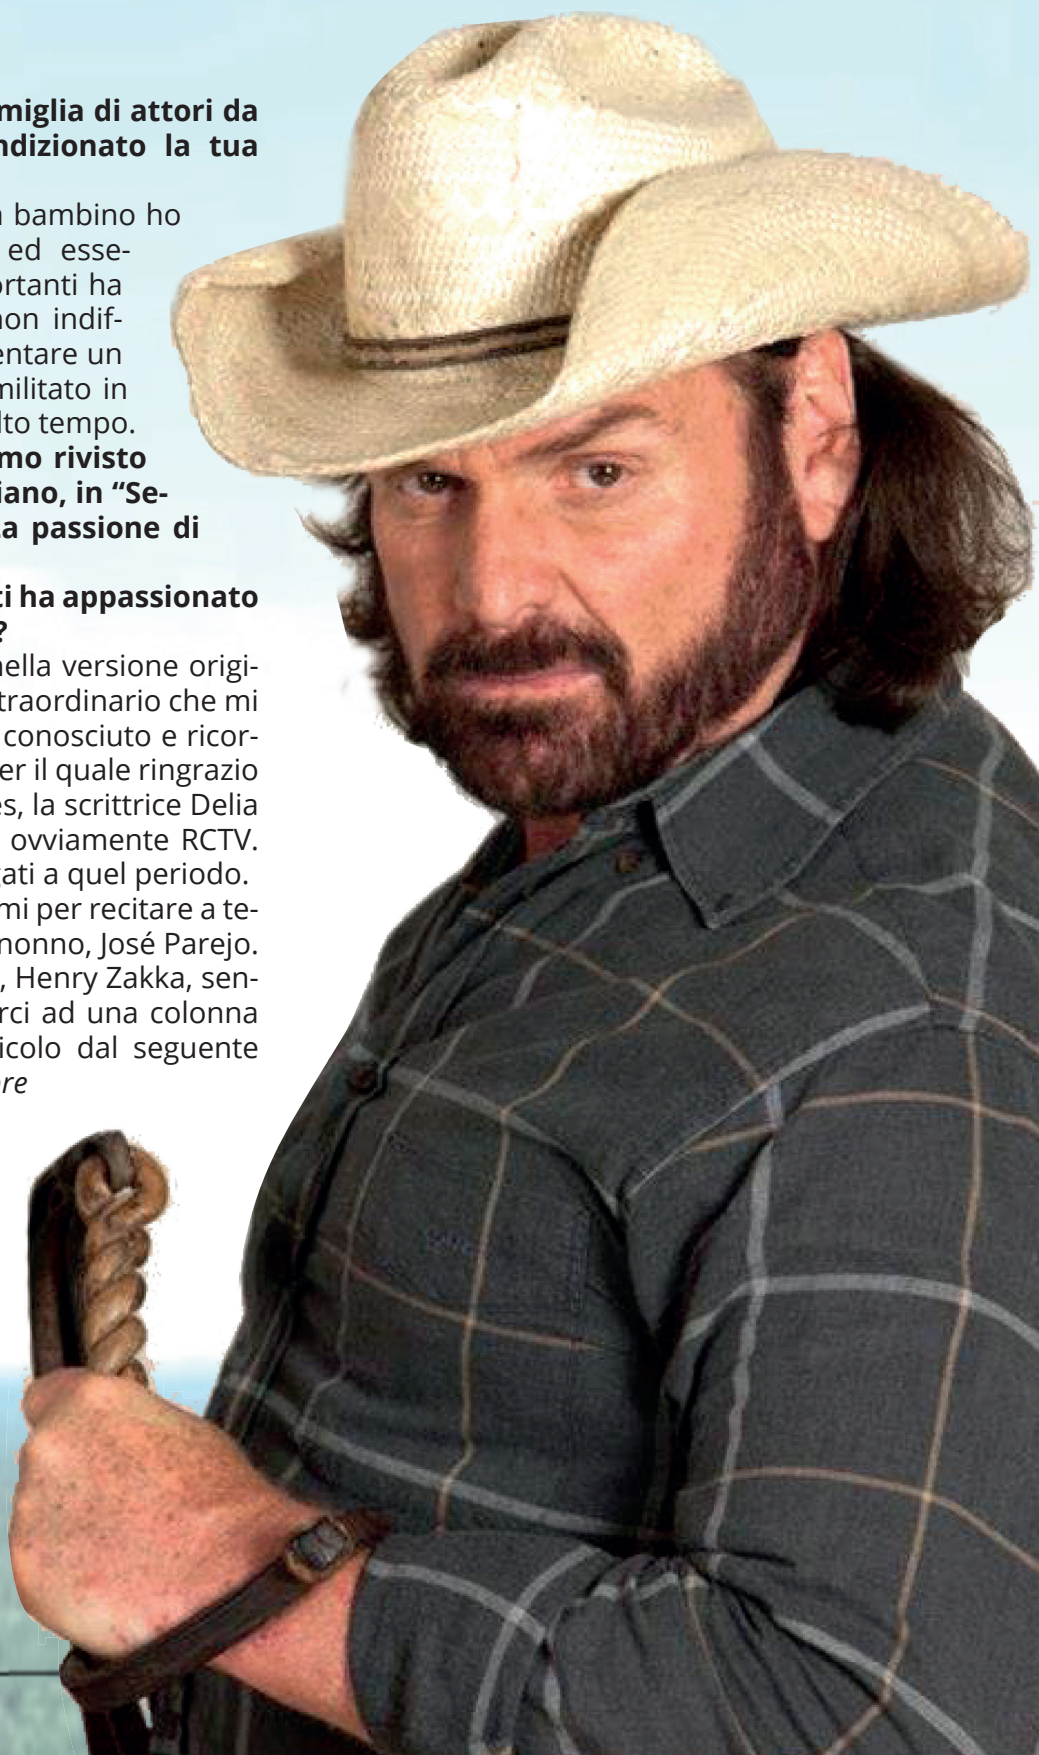 miglia di attori da
ndizionato la tua
bambino ho
ed esse-
rtanti ha
non indif-
entare un
militato in
lto tempo.
mo rivisto
iano, in “Se-
a passione di
ti ha appassionato
?
nella versione origi-
traordinario che mi
conosciuto e ricor-
er il quale ringrazio
es, la scrittrice Delia
ovviamente RCTV.
gati a quel periodo.
mi per recitare a te-
nonno, José Parejo.
, Henry Zakka, sen-
rci ad una colonna
icolo dal seguente
re